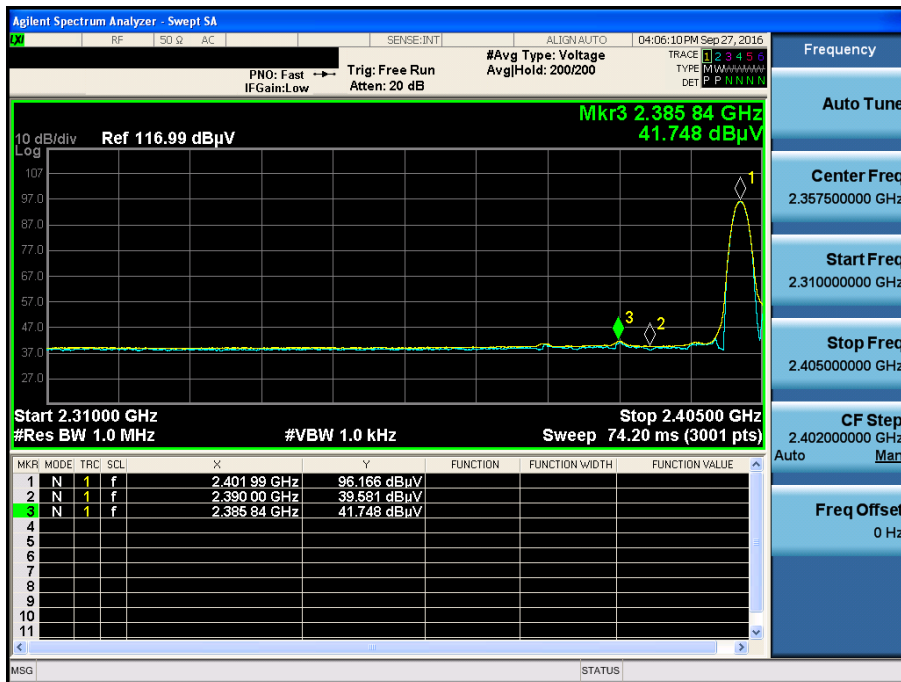 Agilent Spectrum Analyzer - Swept SA
LXI RF 50 Ω AC SENSE:INT ALIGN AUTO 04:06:10 PM Sep 27, 2016
PNO: Fast Trig: Free Run #Avg Type: Voltage TRACE 1 2 3 4 5 6
IFGain:Low Atten: 20 dB Avg|Hold: 200/200 TYPE MWWWWW
DET P P N N N N
Mkr3 2.385 84 GHz
41.748 dBµV
10 dB/div Ref 116.99 dBµV
Log
107
97.0
87.0
77.0
67.0
57.0
47.0
37.0
27.0
1
3
2
Start 2.31000 GHz Stop 2.40500 GHz
#Res BW 1.0 MHz #VBW 1.0 kHz Sweep 74.20 ms (3001 pts)
MKR MODE TRC SCL X Y FUNCTION FUNCTION WIDTH FUNCTION VALUE
1 N 1 f 2.401 99 GHz 96.166 dBµV
2 N 1 f 2.390 00 GHz 39.581 dBµV
3 N 1 f 2.385 84 GHz 41.748 dBµV
4
5
6
7
8
9
10
11
MSG STATUS
Frequency
Auto Tune
Center Freq
2.357500000 GHz
Start Freq
2.310000000 GHz
Stop Freq
2.405000000 GHz
CF Step
2.402000000 GHz
Auto Man
Freq Offset
0 Hz